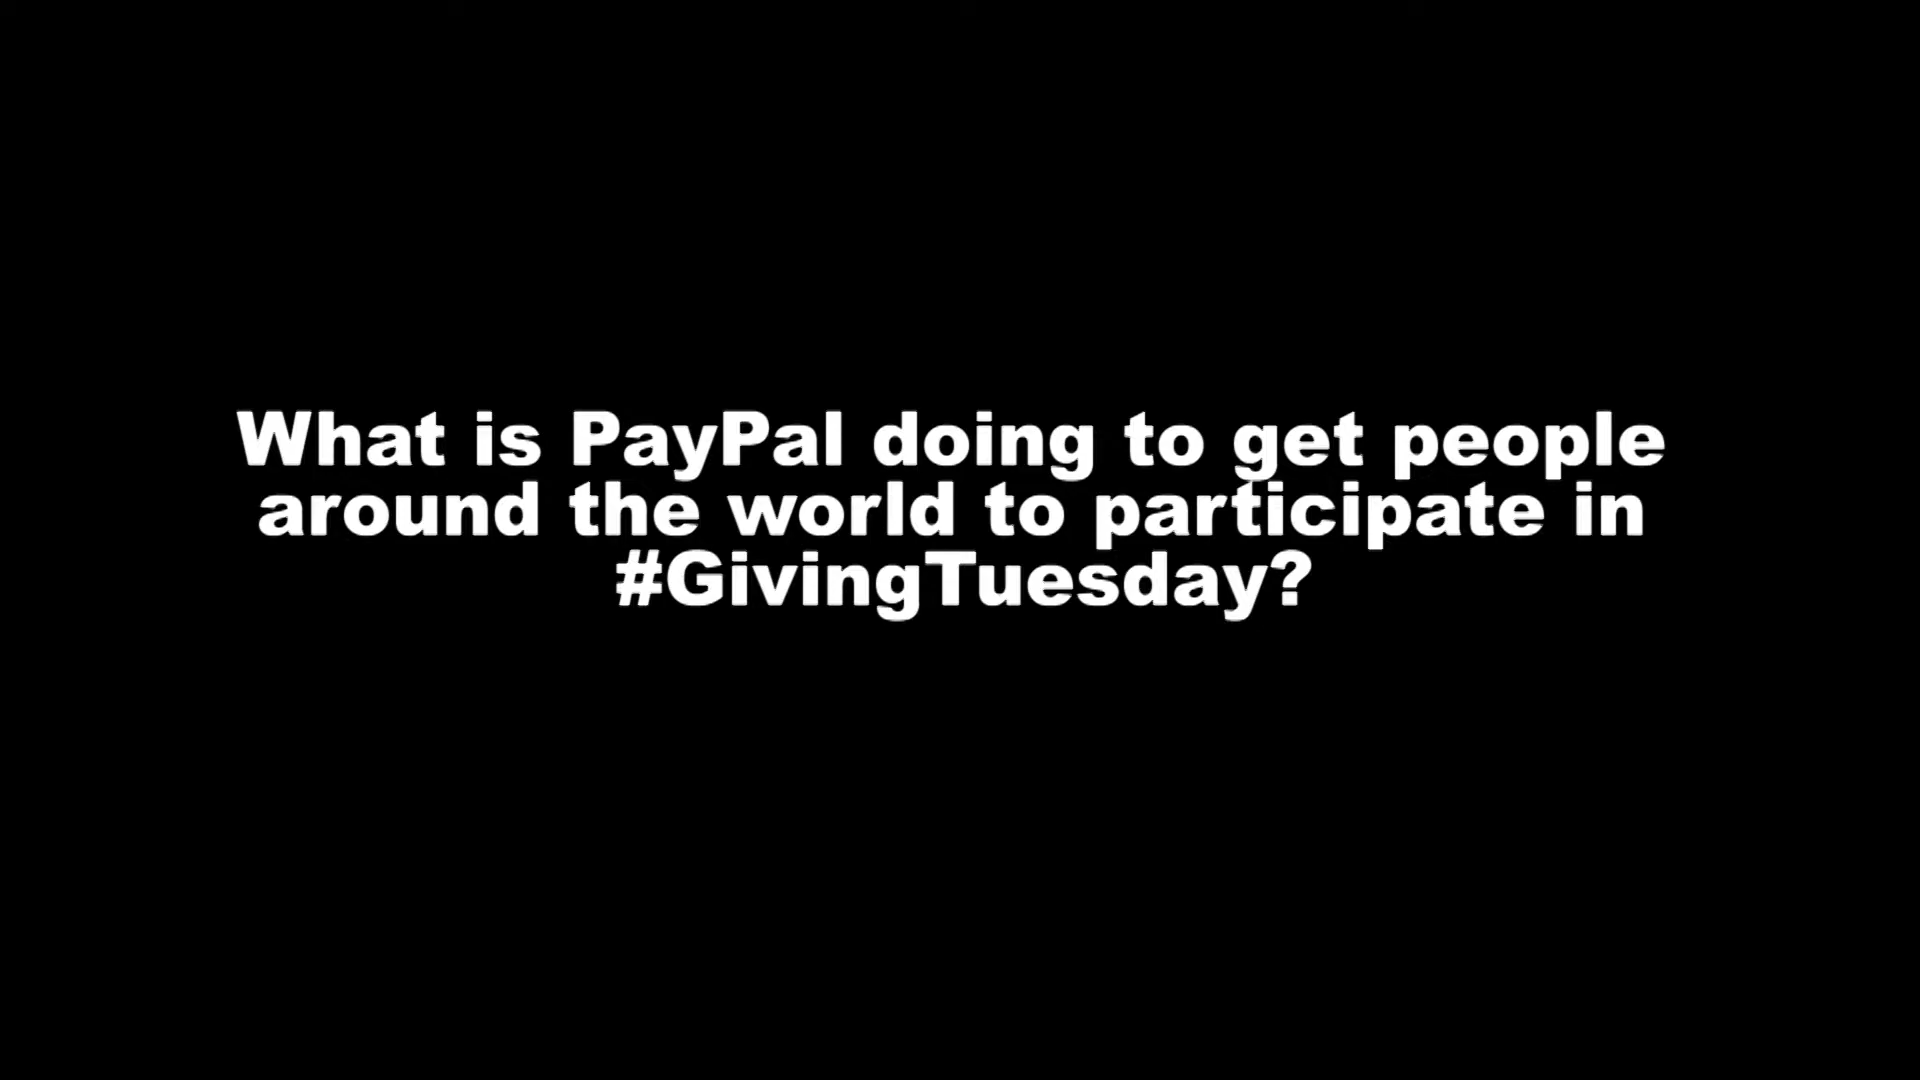 What is PayPal doing to get people
around the world to participate in
#GivingTuesday?